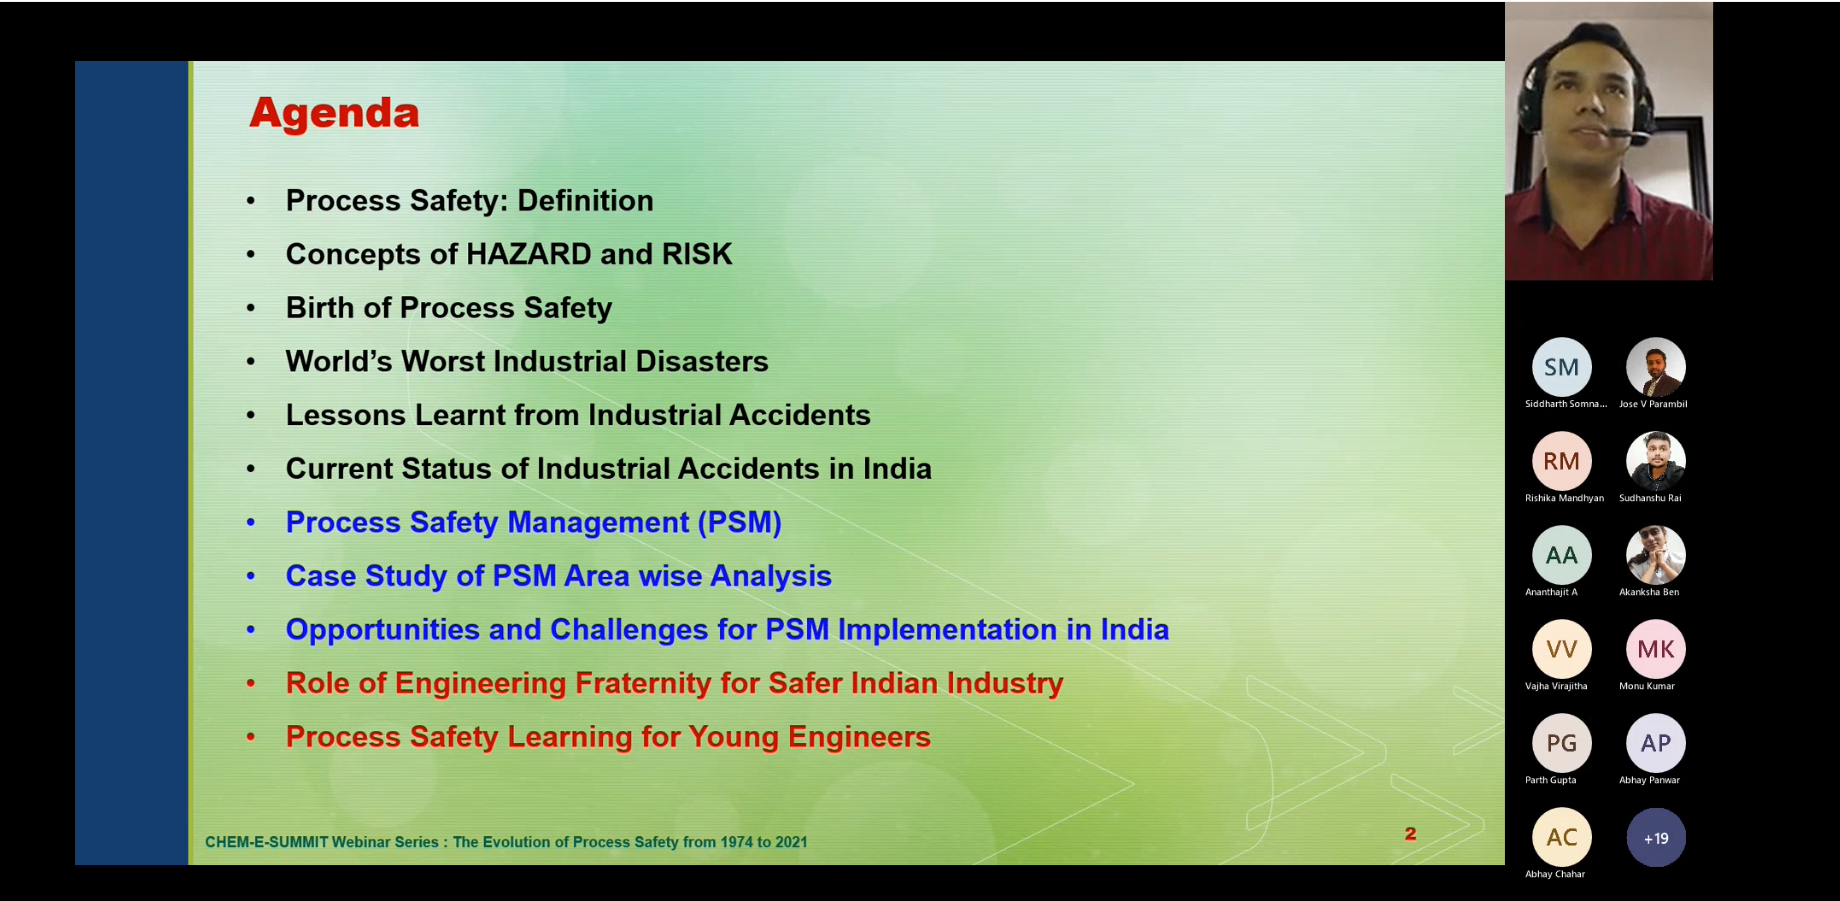 Agenda
• Process Safety: Definition
• Concepts of HAZARD and RISK
• Birth of Process Safety
• World’s Worst Industrial Disasters
• Lessons Learnt from Industrial Accidents
• Current Status of Industrial Accidents in India
• Process Safety Management (PSM)
• Case Study of PSM Area wise Analysis
• Opportunities and Challenges for PSM Implementation in India
• Role of Engineering Fraternity for Safer Indian Industry
• Process Safety Learning for Young Engineers
CHEM-E-SUMMIT Webinar Series : The Evolution of Process Safety from 1974 to 2021
2
SM
Siddharth Somna...
Jose V Parambil
RM
Rishika Mandhyan
Sudhanshu Rai
AA
Ananthajit A
Akanksha Ben
VV
Vajha Virajitha
MK
Monu Kumar
PG
Parth Gupta
AP
Abhay Panwar
AC
Abhay Chahar
+19